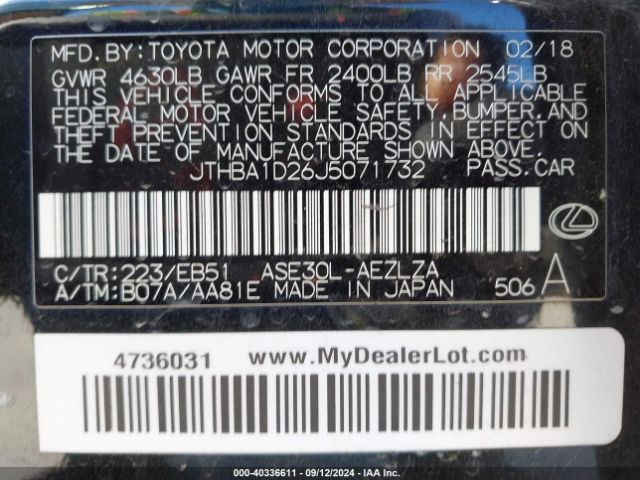 MFD.BY:TOYOTA MOTOR CORPORATION 02/18
GVWR 4630LB GAWR FR 2400LB RR 2545LB
THIS VEHICLE CONFORMS TO ALL APPLICABLE
FEDERAL MOTOR VEHICLE SAFETY,BUMPER,AND
THEFT PREVENTION STANDARDS IN EFFECT ON
THE DATE OF MANUFACTURE SHOWN ABOVE.
JTHBA1D26J5071732 PASS.CAR
C/TR:223/EB51 ASE30L-AEZLZA
A/TM:B07A/AA81E MADE IN JAPAN 506 A
4736031 www.MyDealerLot.com
000-40336611 - 09/12/2024 - IAA Inc.